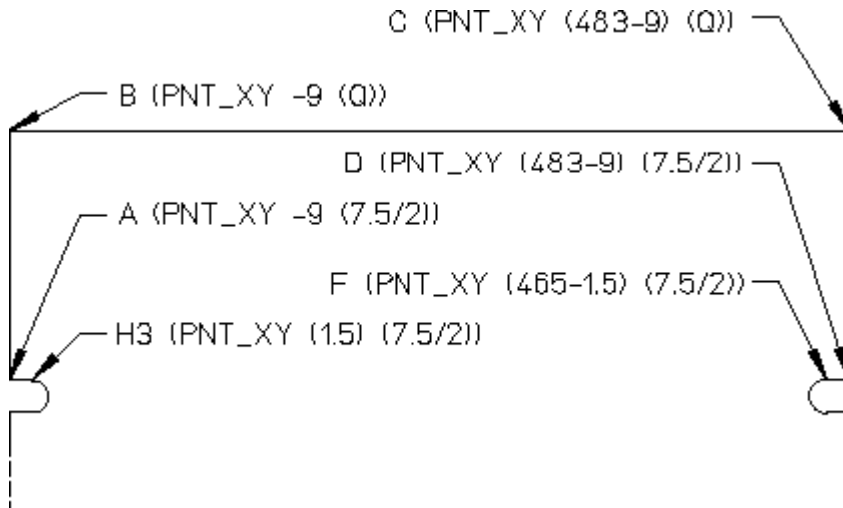 C (PNT_XY (483-9) (Q))
B (PNT_XY -9 (Q))
D (PNT_XY (483-9) (7.5/2))
A (PNT_XY -9 (7.5/2))
F (PNT_XY (465-1.5) (7.5/2))
H3 (PNT_XY (1.5) (7.5/2))